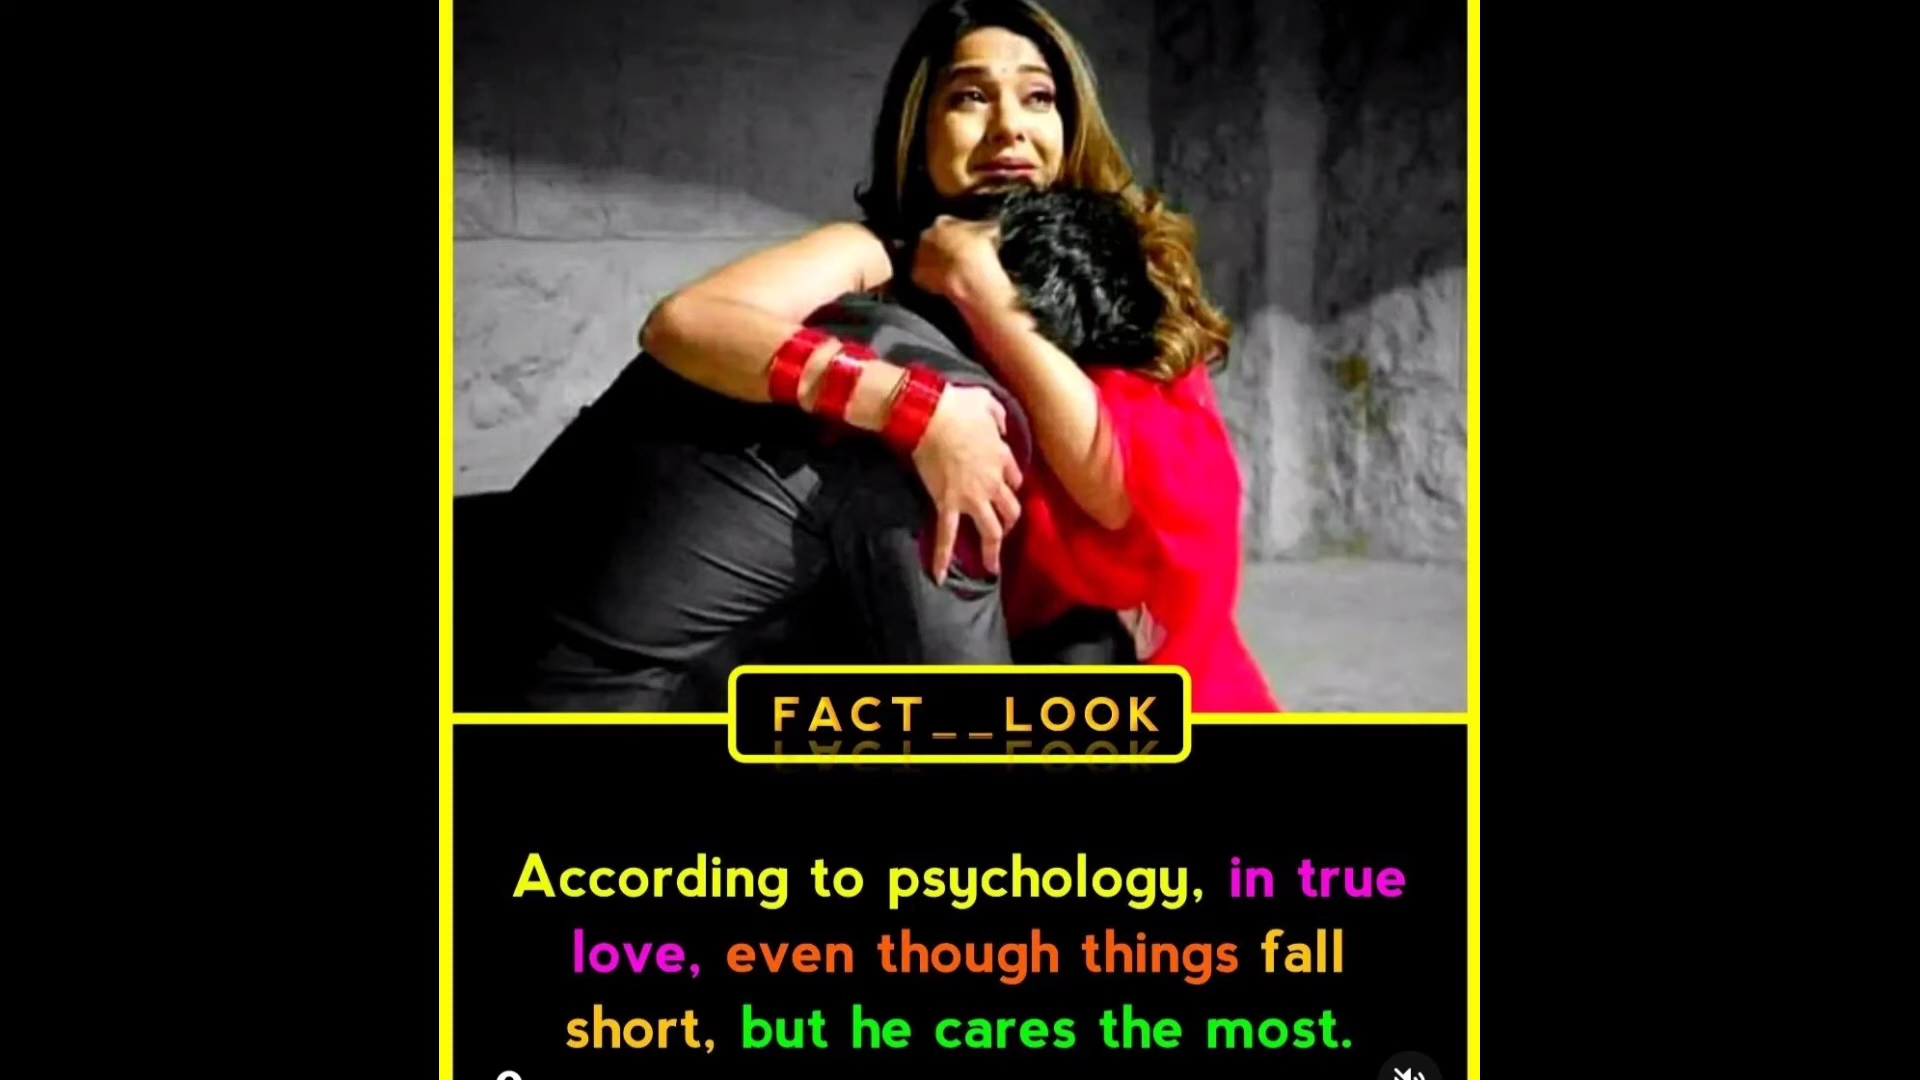 FACT__LOOK
According to psychology, in true
love, even though things fall
short, but he cares the most.